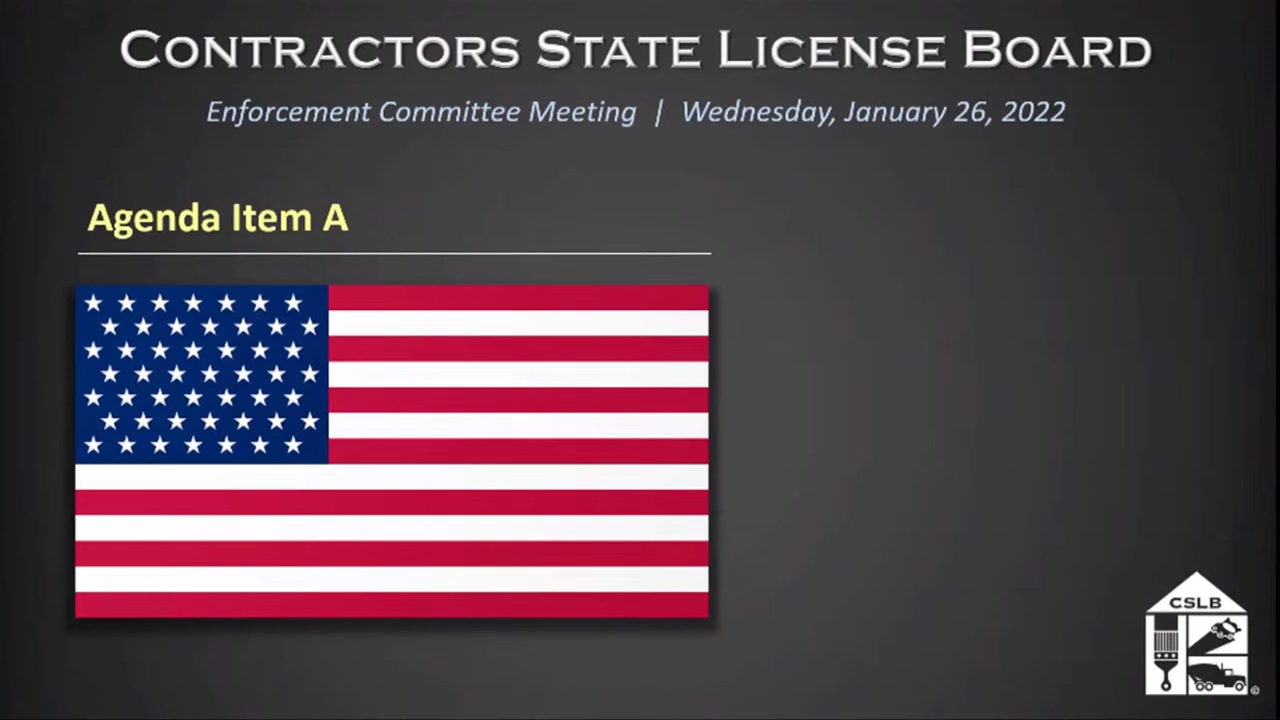 Contractors State License Board
Enforcement Committee Meeting | Wednesday, January 26, 2022
Agenda Item A
CSLB
©